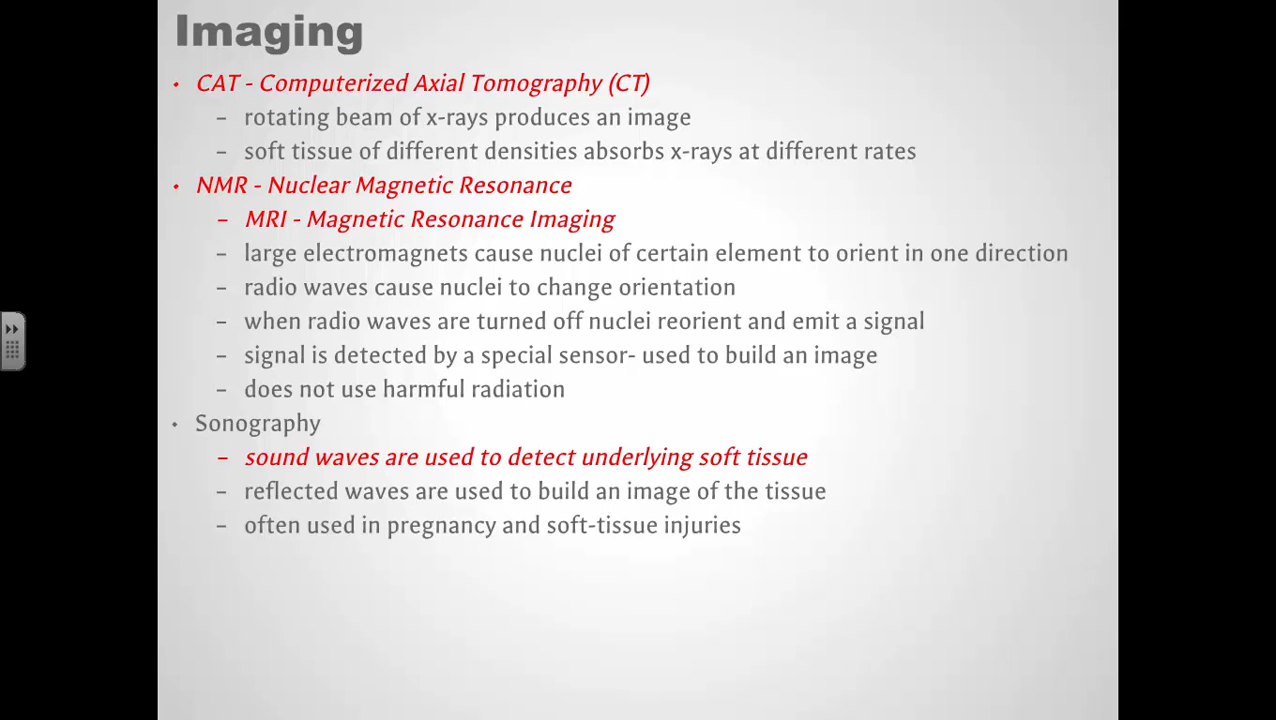 Imaging
• CAT - Computerized Axial Tomography (CT)
– rotating beam of x-rays produces an image
– soft tissue of different densities absorbs x-rays at different rates
• NMR - Nuclear Magnetic Resonance
– MRI - Magnetic Resonance Imaging
– large electromagnets cause nuclei of certain element to orient in one direction
– radio waves cause nuclei to change orientation
– when radio waves are turned off nuclei reorient and emit a signal
– signal is detected by a special sensor- used to build an image
– does not use harmful radiation
• Sonography
– sound waves are used to detect underlying soft tissue
– reflected waves are used to build an image of the tissue
– often used in pregnancy and soft-tissue injuries